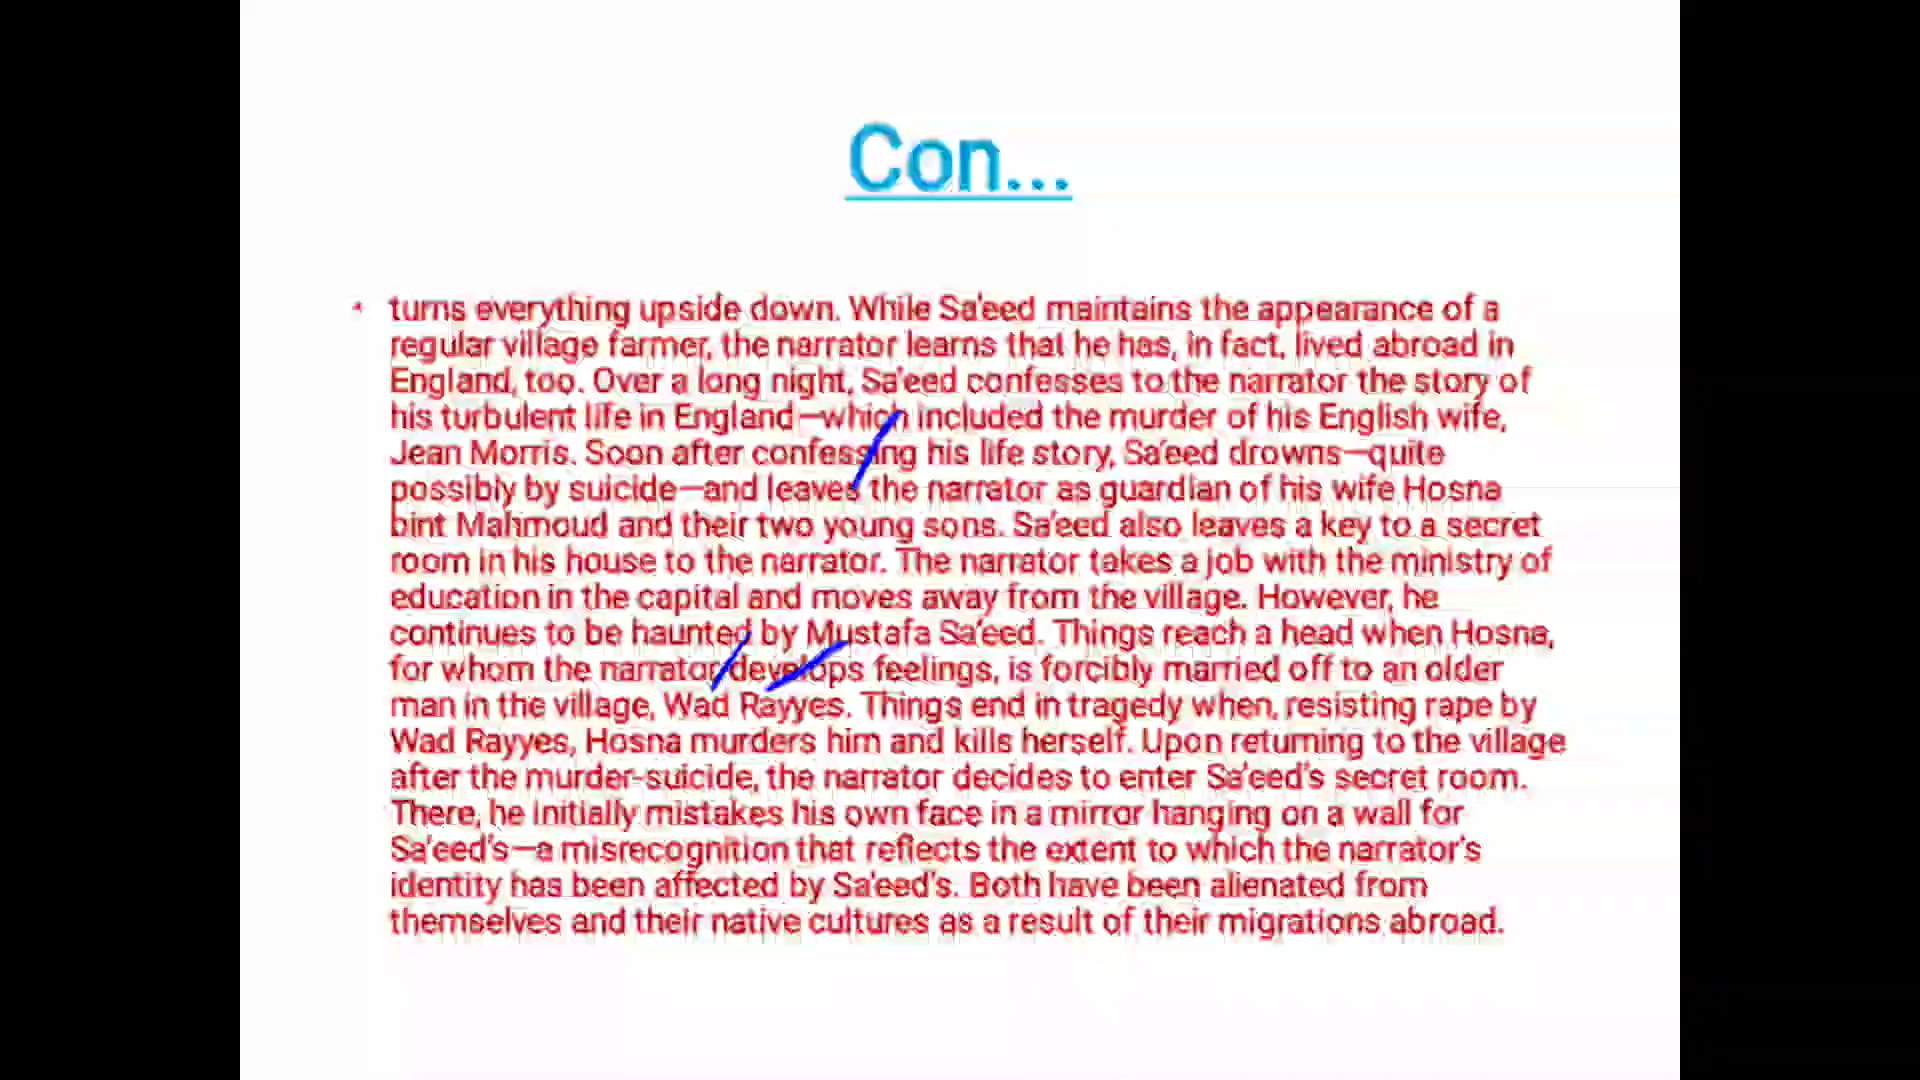 Con...
• turns everything upside down. While Sa'eed maintains the appearance of a
regular village farmer, the narrator learns that he has, in fact, lived abroad in
England, too. Over a long night, Sa'eed confesses to the narrator the story of
his turbulent life in England—which included the murder of his English wife,
Jean Morris. Soon after confessing his life story, Sa'eed drowns—quite
possibly by suicide—and leaves the narrator as guardian of his wife Hosna
bint Mahmoud and their two young sons. Sa'eed also leaves a key to a secret
room in his house to the narrator. The narrator takes a job with the ministry of
education in the capital and moves away from the village. However, he
continues to be haunted by Mustafa Sa'eed. Things reach a head when Hosna,
for whom the narrator develops feelings, is forcibly married off to an older
man in the village, Wad Rayyes. Things end in tragedy when, resisting rape by
Wad Rayyes, Hosna murders him and kills herself. Upon returning to the village
after the murder-suicide, the narrator decides to enter Sa'eed's secret room.
There, he initially mistakes his own face in a mirror hanging on a wall for
Sa'eed's—a misrecognition that reflects the extent to which the narrator's
identity has been affected by Sa'eed's. Both have been alienated from
themselves and their native cultures as a result of their migrations abroad.